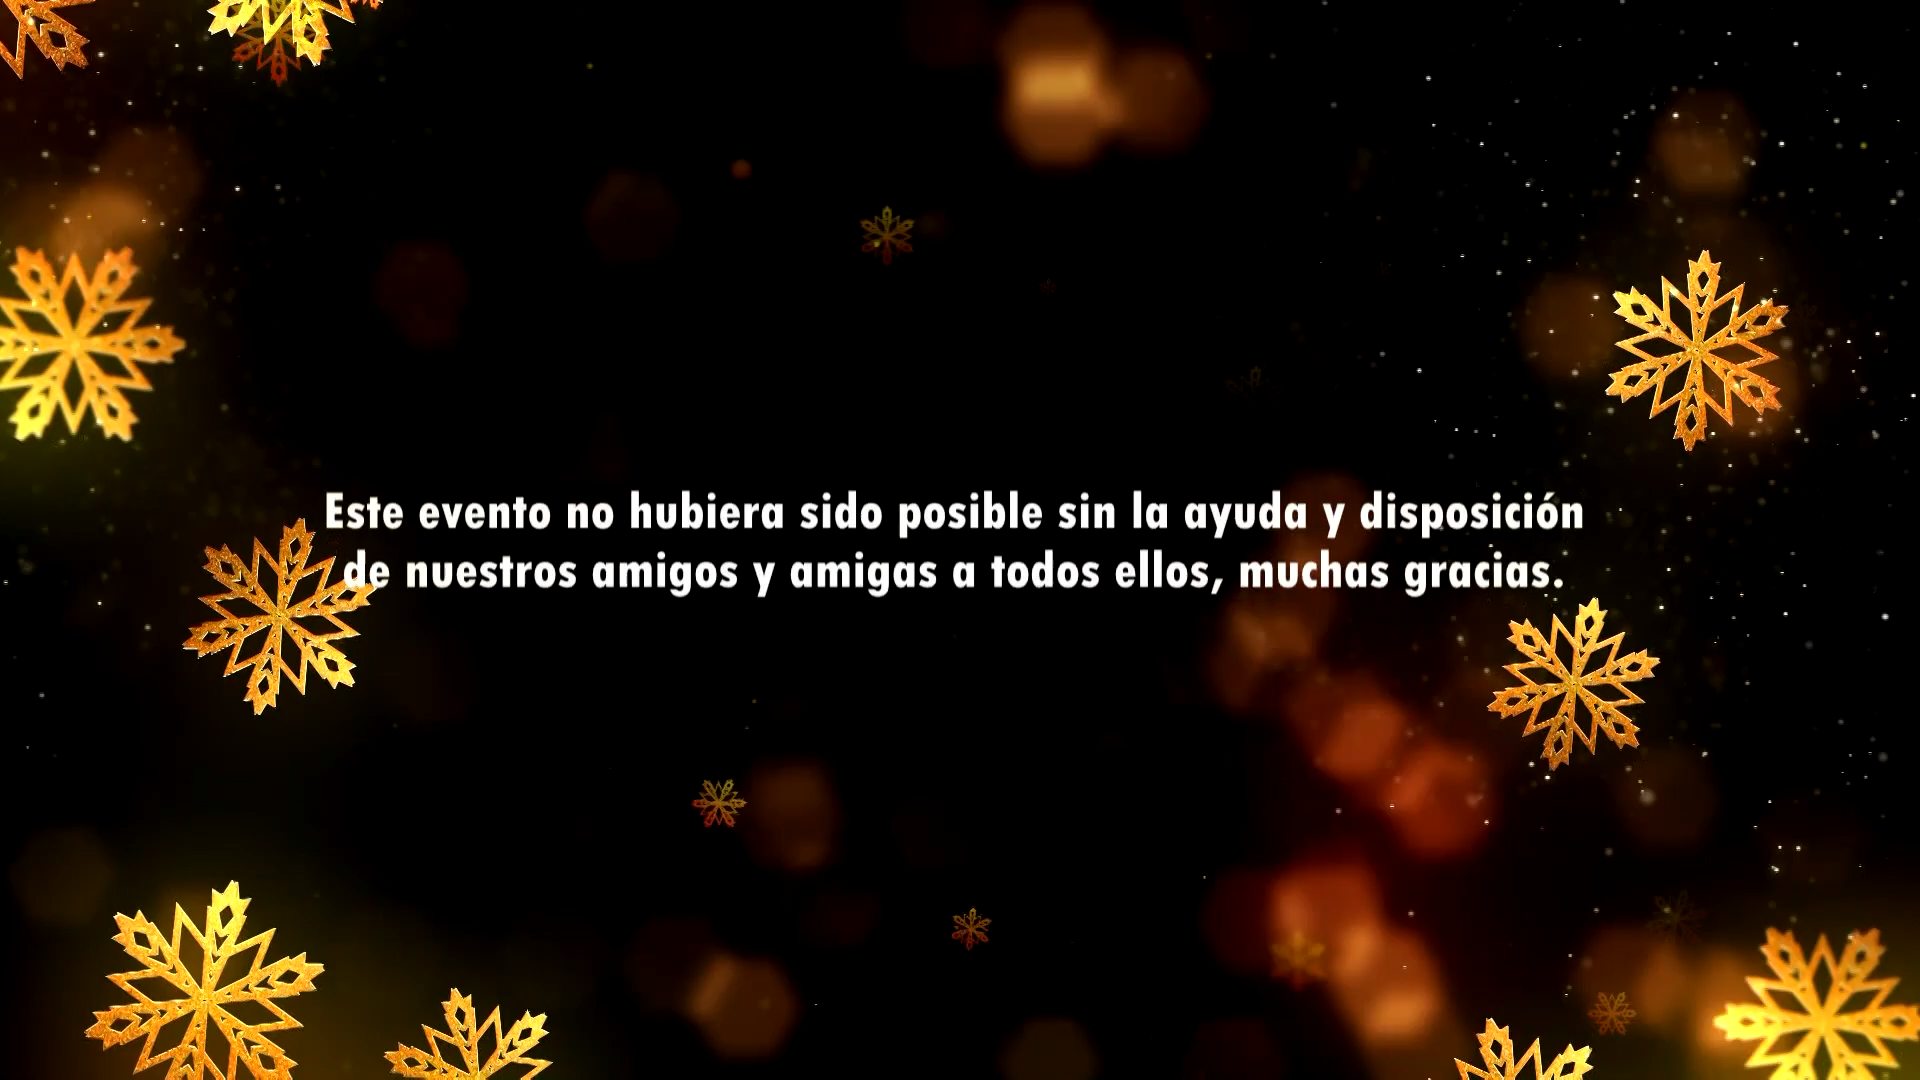 Este evento no hubiera sido posible sin la ayuda y disposición
de nuestros amigos y amigas a todos ellos, muchas gracias.